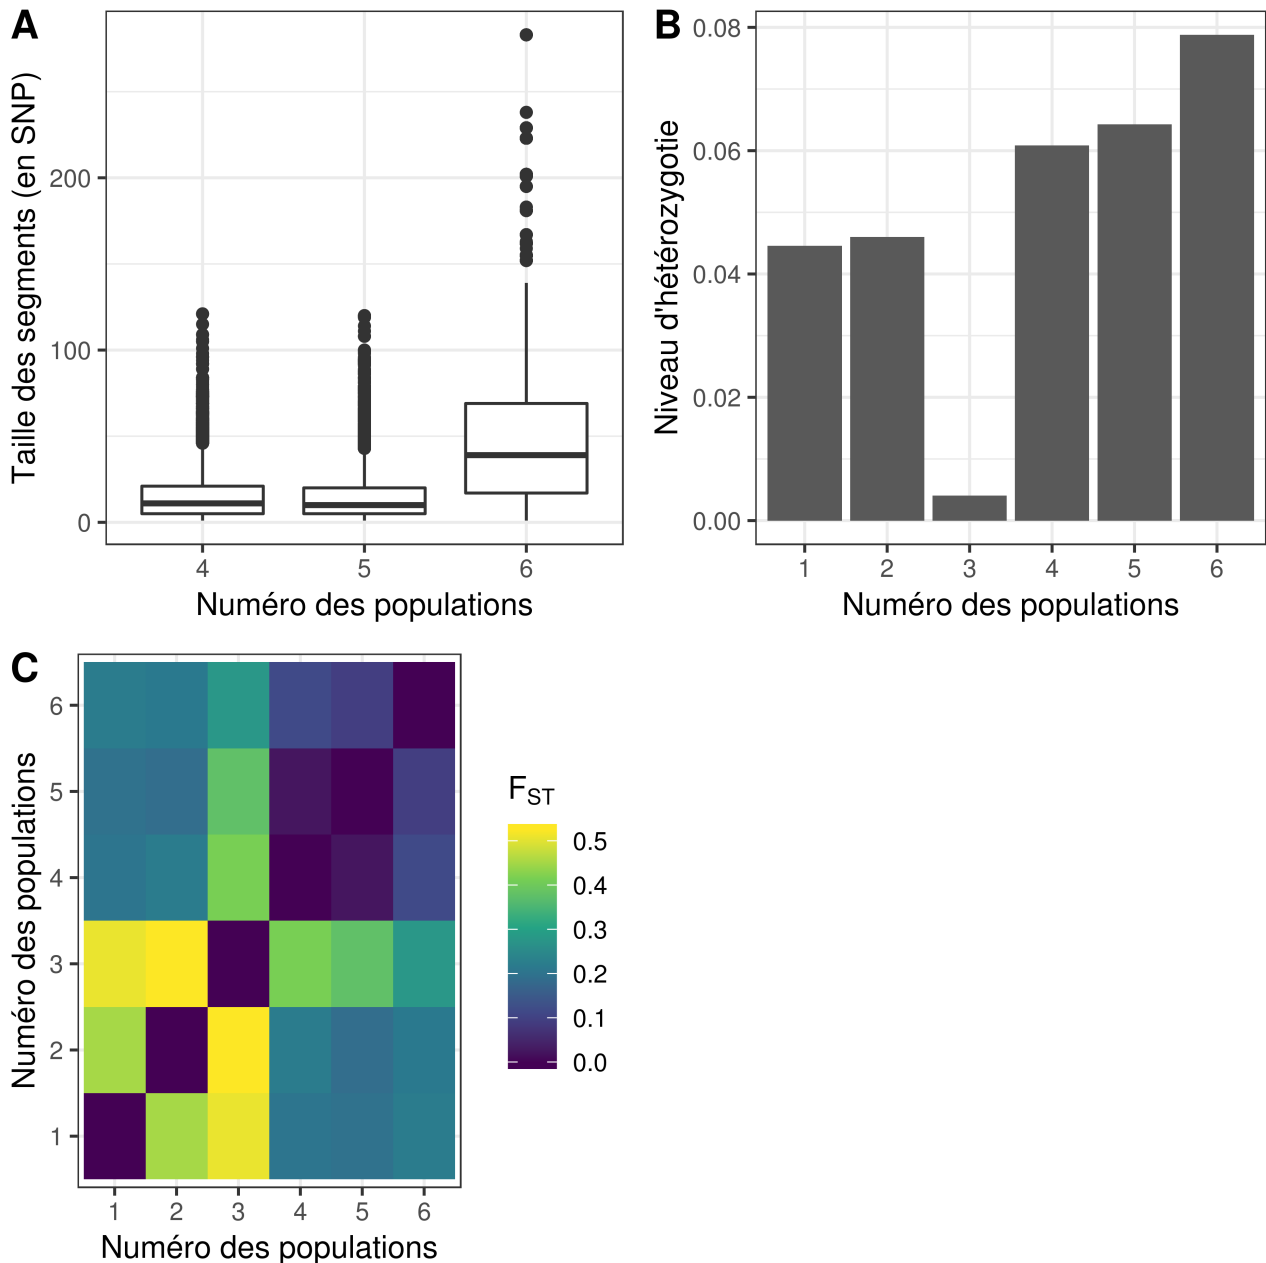 A
Taille des segments (en SNP)
200
100
0
4 5 6
Numéro des populations
B
Niveau d'hétérozygotie
0.08
0.06
0.04
0.02
0.00
1 2 3 4 5 6
Numéro des populations
C
Numéro des populations
6
5
4
3
2
1
1 2 3 4 5 6
Numéro des populations
FST
0.5
0.4
0.3
0.2
0.1
0.0